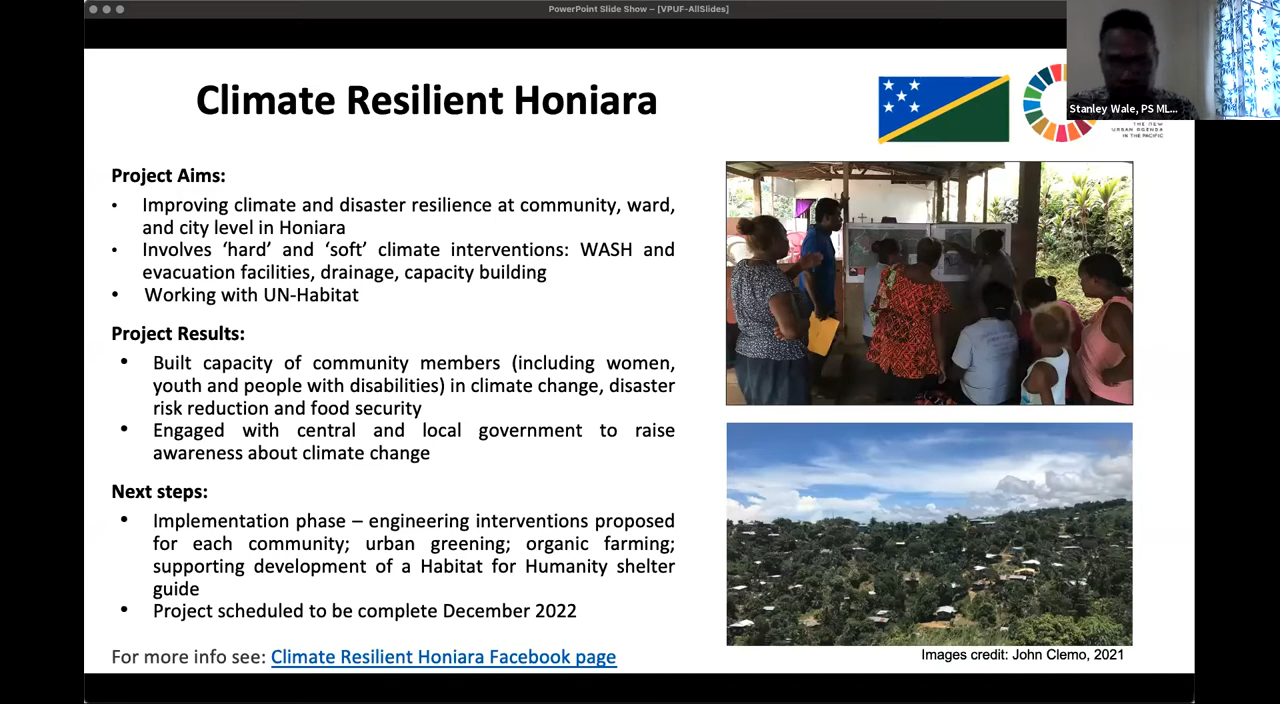 PowerPoint Slide Show – [VPUF-AllSlides]
Climate Resilient Honiara
Stanley Wale, PS ML...
THE NEW
URBAN AGENDA
IN THE PACIFIC
Project Aims:
• Improving climate and disaster resilience at community, ward,
and city level in Honiara
• Involves ‘hard’ and ‘soft’ climate interventions: WASH and
evacuation facilities, drainage, capacity building
• Working with UN-Habitat
Project Results:
• Built capacity of community members (including women,
youth and people with disabilities) in climate change, disaster
risk reduction and food security
• Engaged with central and local government to raise
awareness about climate change
Next steps:
• Implementation phase – engineering interventions proposed
for each community; urban greening; organic farming;
supporting development of a Habitat for Humanity shelter
guide
• Project scheduled to be complete December 2022
For more info see: Climate Resilient Honiara Facebook page
Images credit: John Clemo, 2021